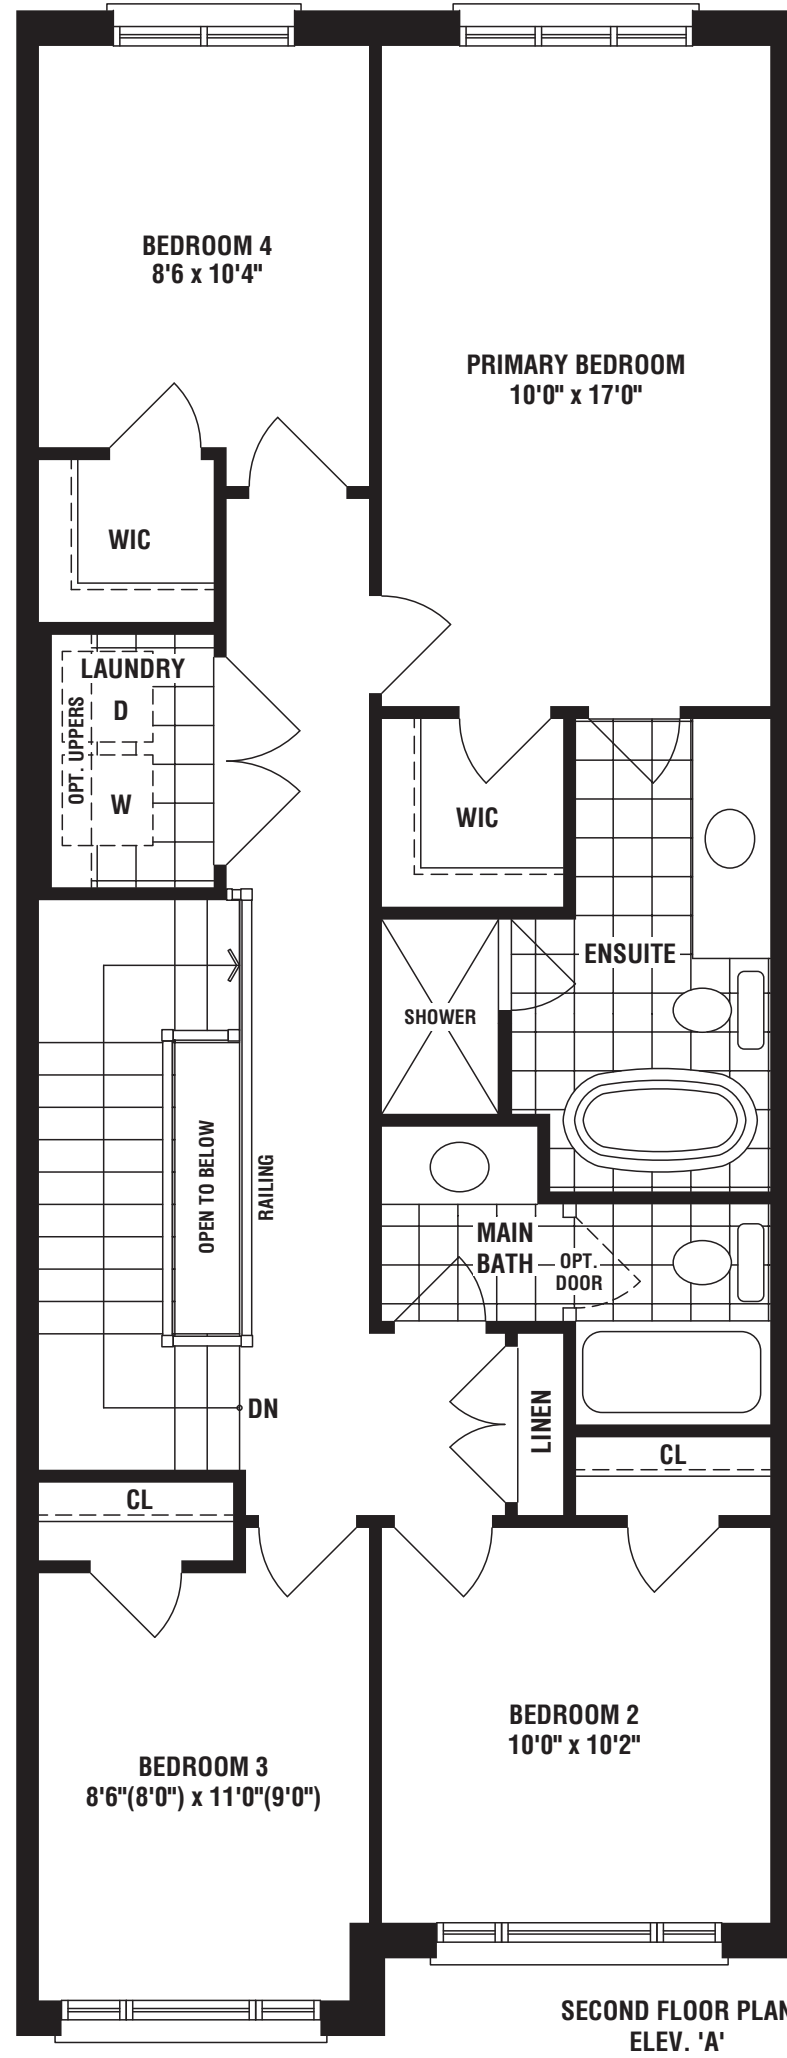 BEDROOM 4
8'6 x 10'4"
PRIMARY BEDROOM
10'0" x 17'0"
WIC
LAUNDRY
D
OPT. UPPERS
W
WIC
ENSUITE
SHOWER
OPEN TO BELOW
RAILING
MAIN
BATH
OPT.
DOOR
DN
LINEN
CL
CL
BEDROOM 2
10'0" x 10'2"
BEDROOM 3
8'6"(8'0") x 11'0"(9'0")
SECOND FLOOR PLAN
ELEV. 'A'